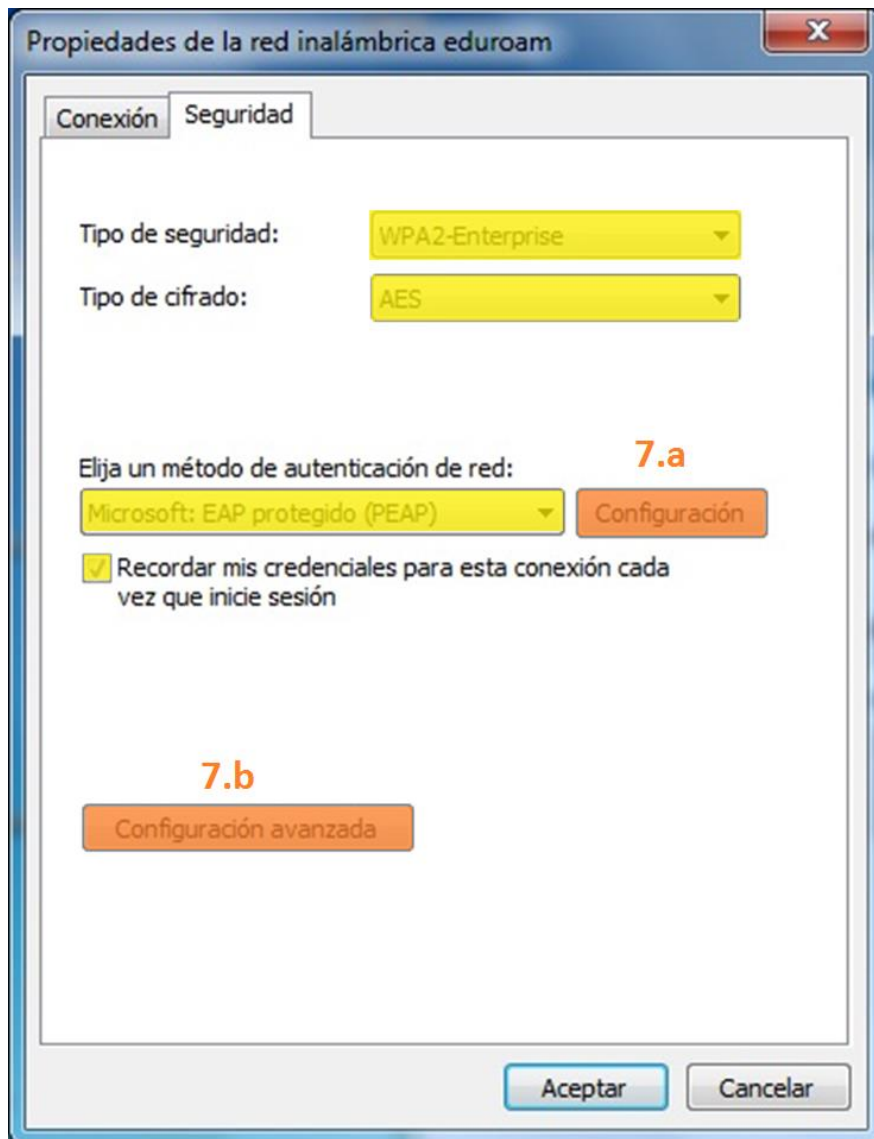 Propiedades de la red inalámbrica eduroam
Conexión
Seguridad
Tipo de seguridad:
WPA2-Enterprise
Tipo de cifrado:
AES
7.a
Elija un método de autenticación de red:
Microsoft: EAP protegido (PEAP)
Configuración
Recordar mis credenciales para esta conexión cada
vez que inicie sesión
7.b
Configuración avanzada
Aceptar
Cancelar